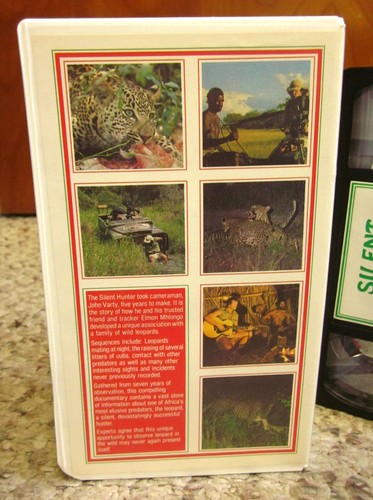 The Silent Hunter took cameraman,
John Varty, five years to make. It is
the story of how he and his trusted
friend and tracker Elmon Mhlongo
developed a unique association with
a family of wild leopards.
Sequences include: Leopards
mating at night, the raising of several
litters of cubs, contact with other
predators as well as many other
interesting sights and incidents
never previously recorded.
Gathered from seven years of
observation, this compelling
documentary contains a vast store
of information about one of Africa's
most elusive predators, the leopard,
a silent, devastatingly successful
hunter.
Experts agree that this unique
opportunity to observe leopard in
the wild may never again present
itself.
SILENT